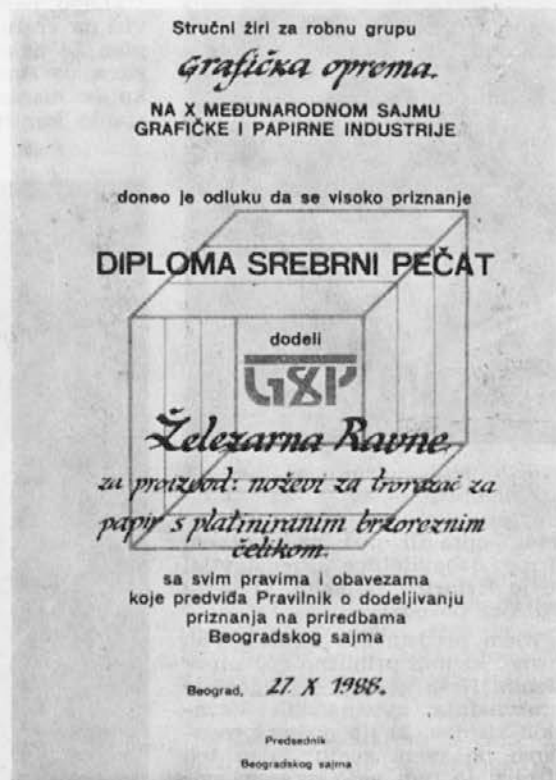 Stručni žiri za robnu grupu
Grafička oprema.
NA X MEĐUNARODNOM SAJMU
GRAFIČKE I PAPIRNE INDUSTRIJE
doneo je odluku da se visoko priznanje
DIPLOMA SREBRNI PEČAT
dodeli
Železarna Ravne
za proizvod: noževi za trorezač za
papir s platiniranim brzoreznim
čelikom.
sa svim pravima i obavezama
koje predviđa Pravilnik o dodeljivanju
priznanja na priredbama
Beogradskog sajma
Beograd, 27 X 1988.
Predsednik
Beogradskog sajma